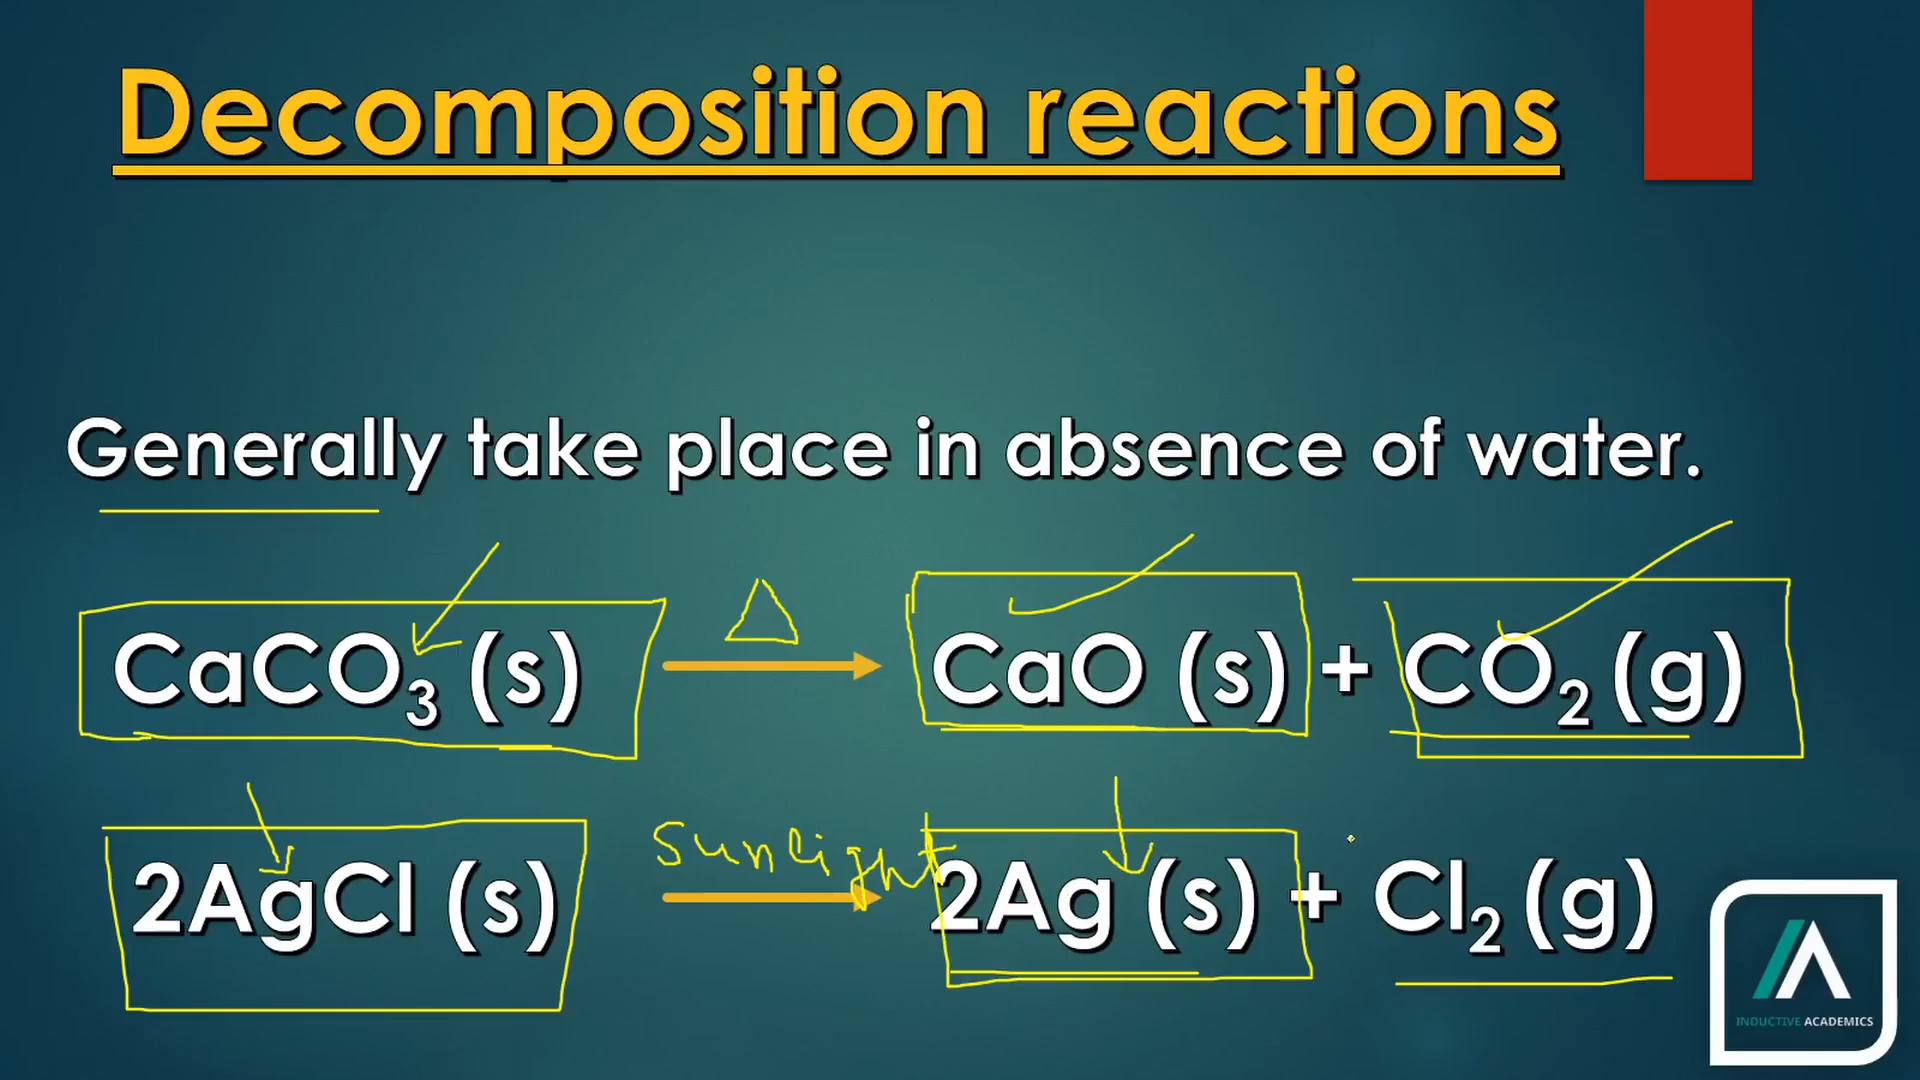 Decomposition reactions
Generally take place in absence of water.
Δ
CaCO₃ (s) → CaO (s) + CO₂ (g)
Sunlight
2AgCl (s) → 2Ag (s) + Cl₂ (g)
INDUCTIVE ACADEMICS